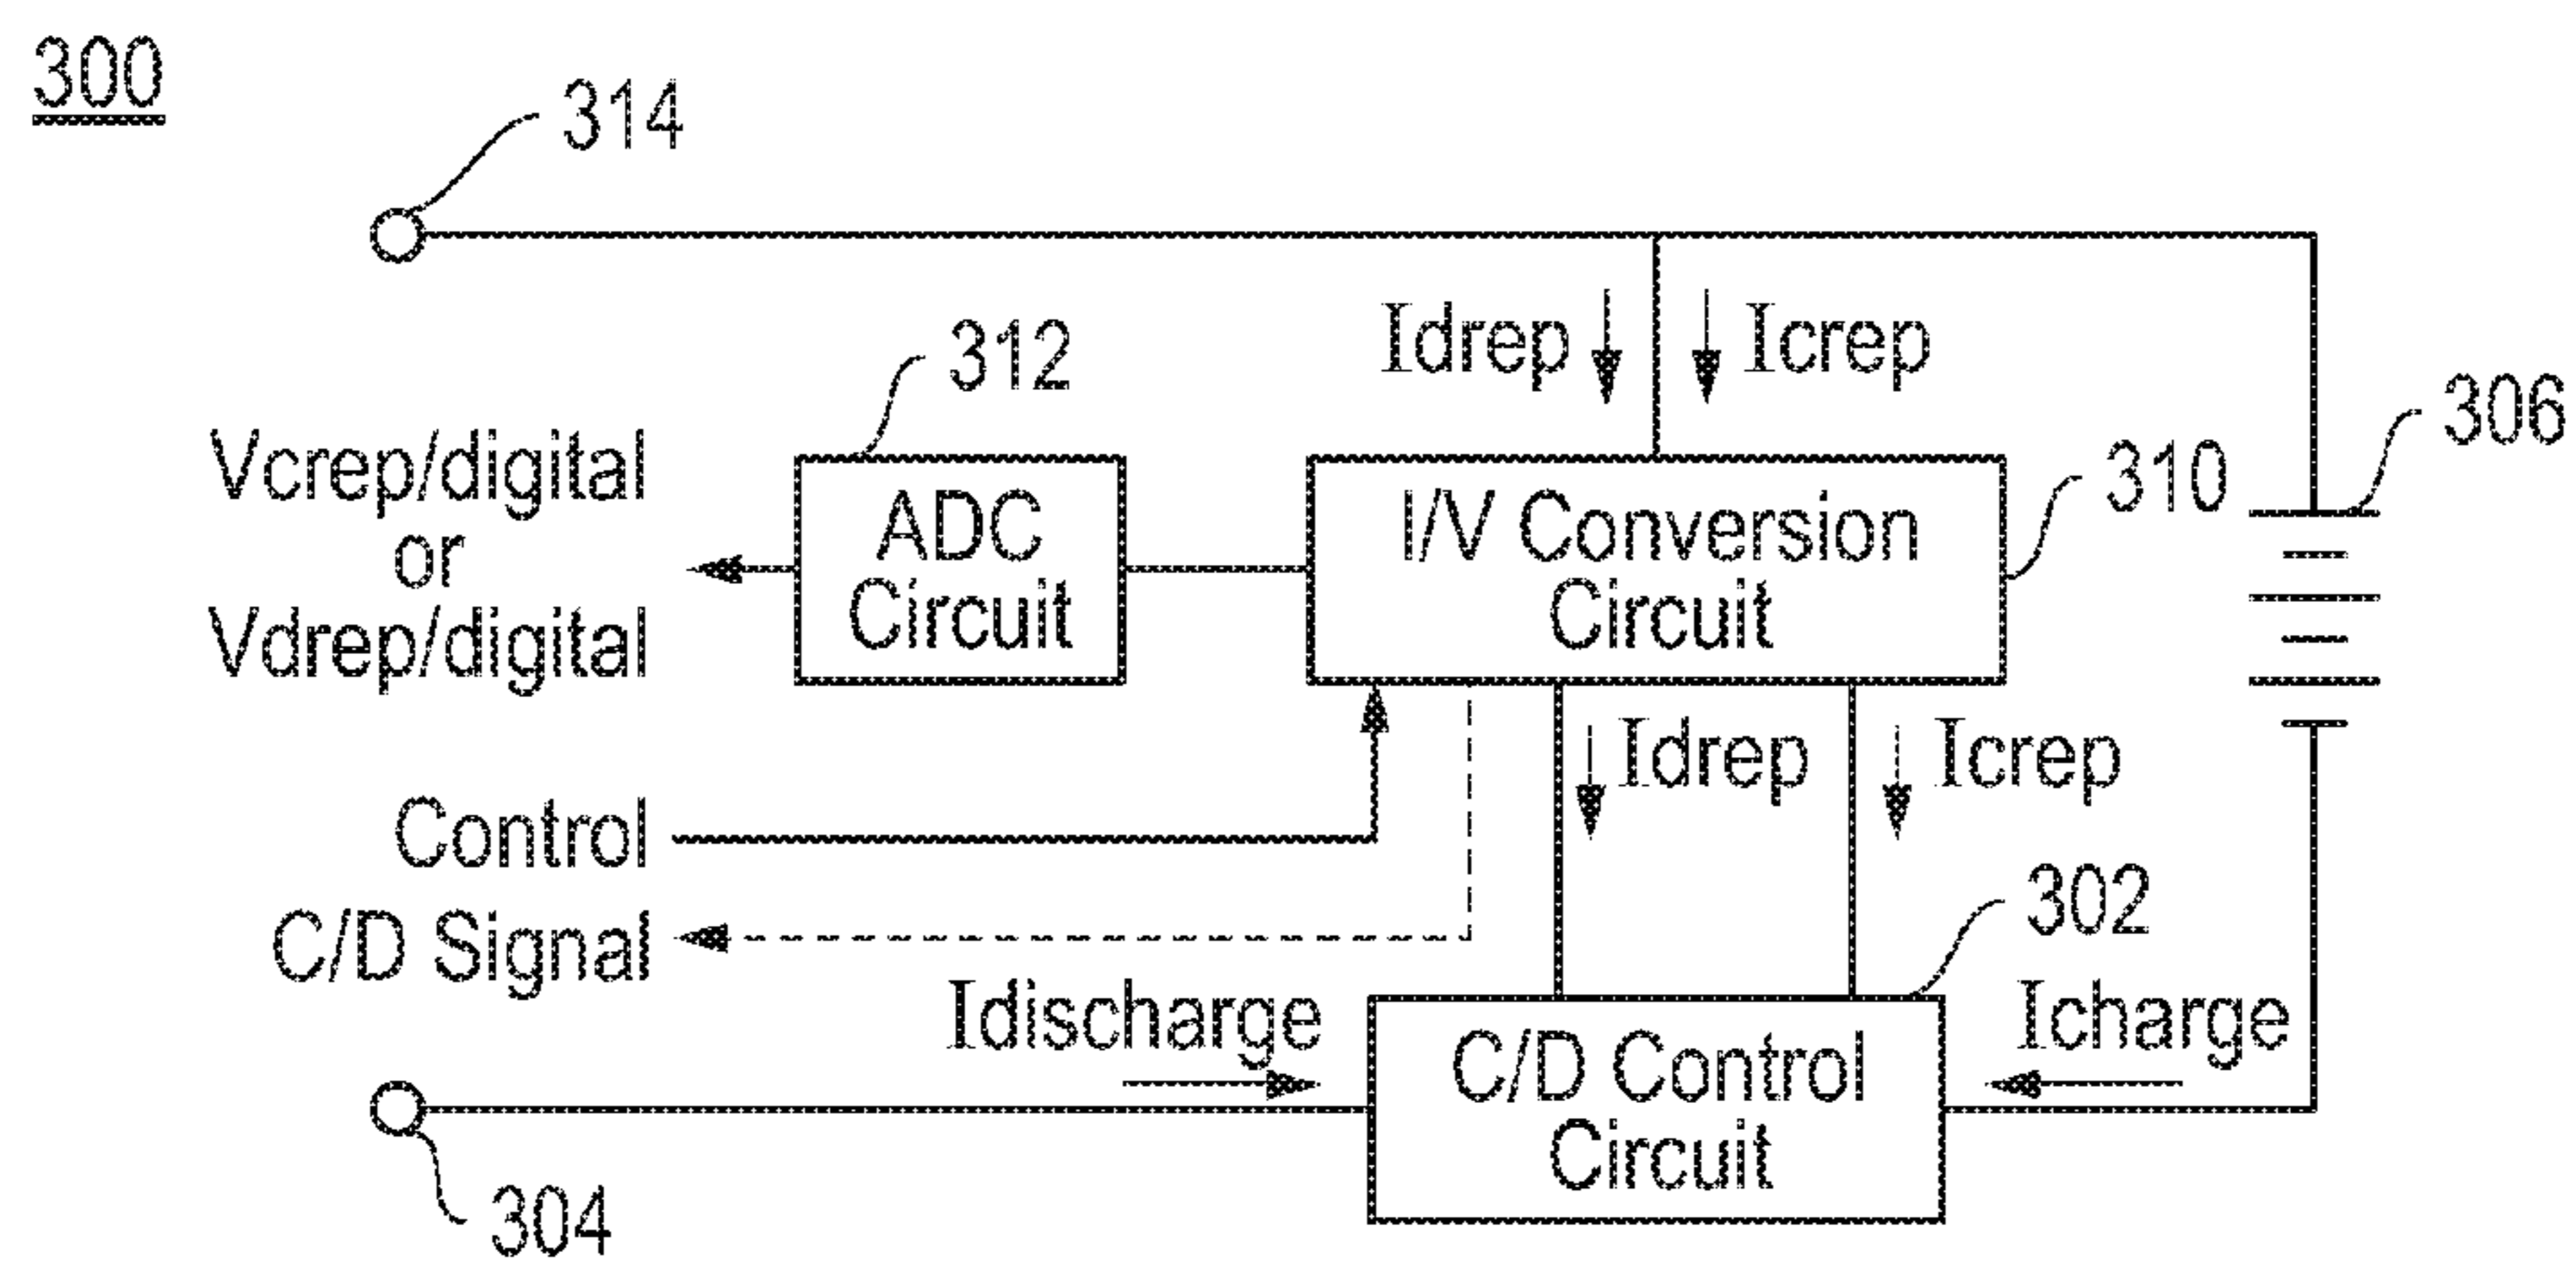 300
314
Idrep
Icrep
312
306
310
Vcrep/digital
or
Vdrep/digital
ADC
Circuit
I/V Conversion
Circuit
Idrep
Icrep
Control
C/D Signal
302
Idischarge
Icharge
C/D Control
Circuit
304